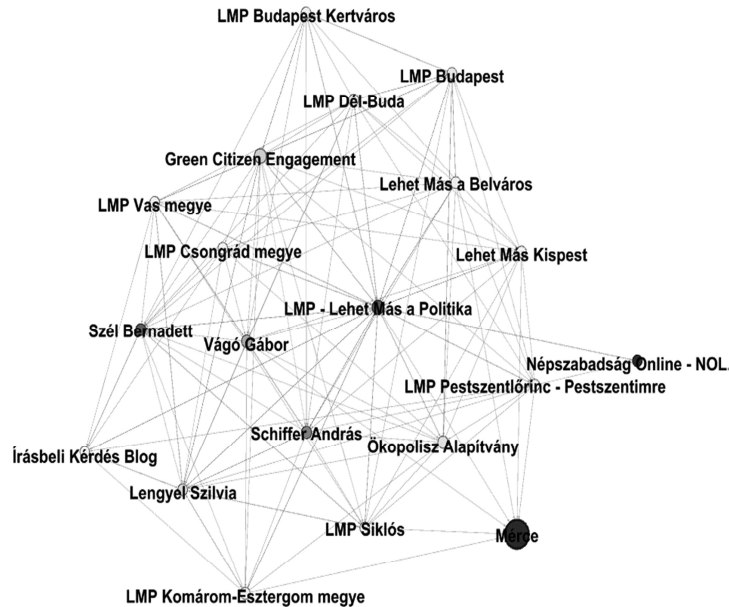 LMP Budapest Kertváros
LMP Budapest
LMP Dél-Buda
Green Citizen Engagement
Lehet Más a Belváros
LMP Vas megye
LMP Csongrád megye
Lehet Más Kispest
LMP - Lehet Más a Politika
Szél Bernadett
Vágó Gábor
Népszabadság Online - NOL.
LMP Pestszentlőrinc - Pestszentimre
Schiffer András
Ökopolisz Alapítvány
Írásbeli Kérdés Blog
Lengyel Szilvia
LMP Siklós
Mérce
LMP Komárom-Esztergom megye